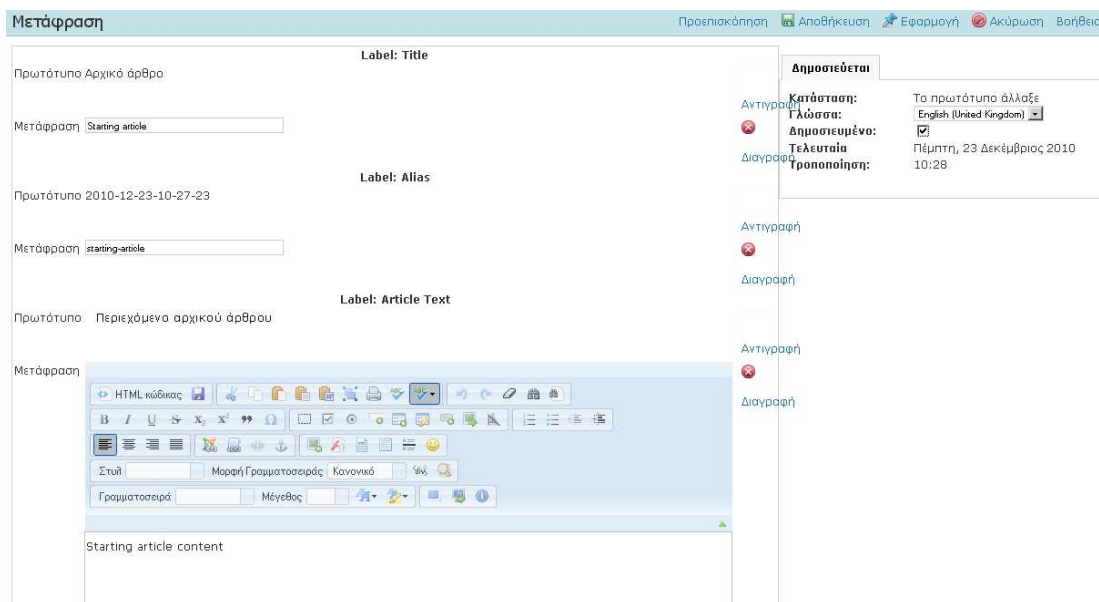 Μετάφραση
Προεπισκόπηση Αποθήκευση Εφαρμογή Ακύρωση Βοήθεια
Label: Title
Πρωτότυπο Αρχικό άρθρο
Αντιγραφή
Μετάφραση Starting article
Διαγραφή
Label: Alias
Πρωτότυπο 2010-12-23-10-27-23
Αντιγραφή
Μετάφραση starting-article
Διαγραφή
Label: Article Text
Πρωτότυπο Περιεχόμενο αρχικού άρθρου
Αντιγραφή
Μετάφραση
Διαγραφή
HTML κώδικας
Στυλ Μορφή Γραμματοσειράς Κανονικό
Γραμματοσειρά Μέγεθος
Starting article content
Δημοσιεύεται
Κατάσταση: Το πρωτότυπο άλλαξε
Γλώσσα: English (United Kingdom)
Δημοσιευμένο:
Τελευταία Πέμπτη, 23 Δεκέμβριος 2010
Τροποποίηση: 10:28